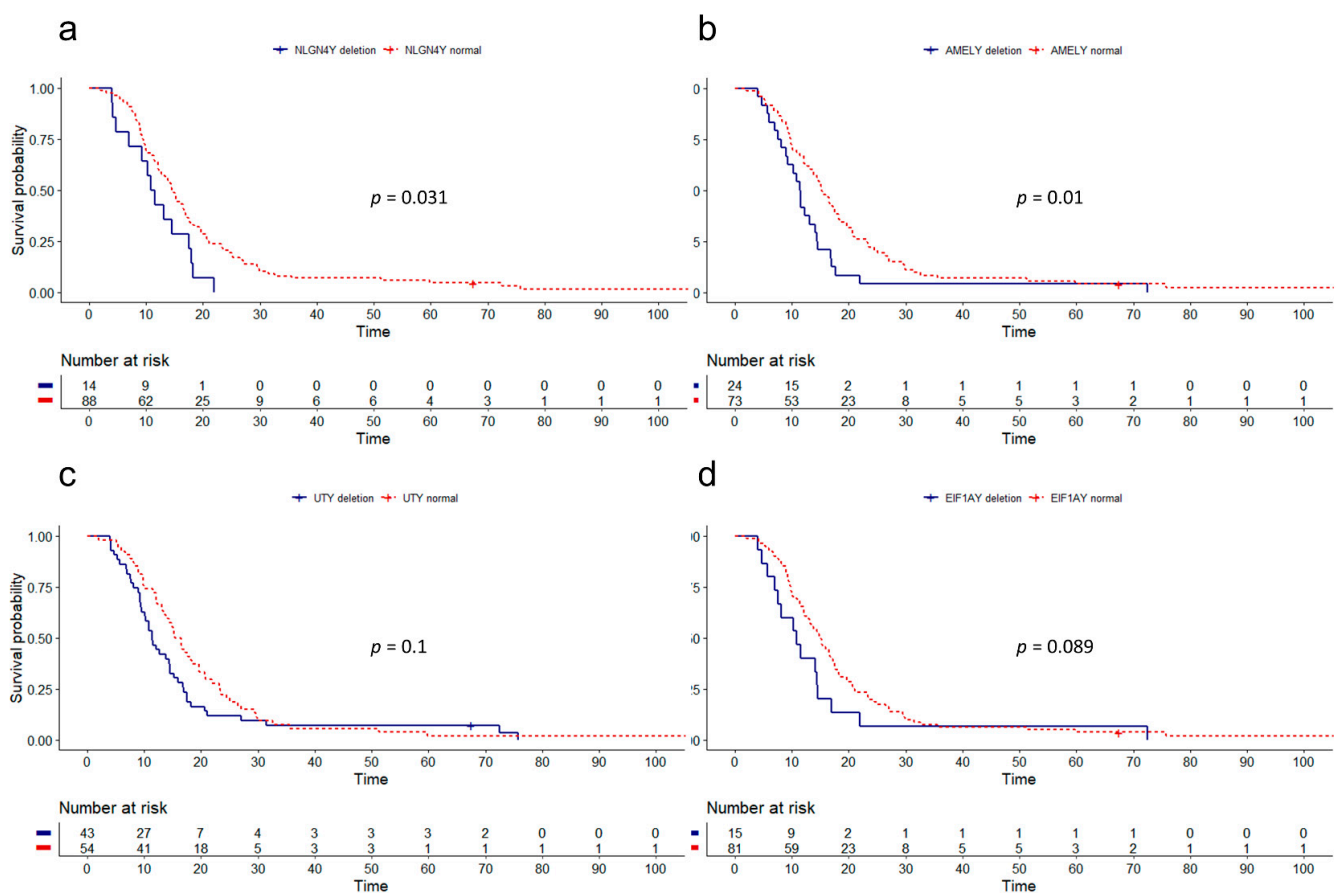 a
NLGN4Y deletion NLGN4Y normal
Survival probability
1.00
0.75
0.50
0.25
0.00
p = 0.031
0 10 20 30 40 50 60 70 80 90 100
Time
Number at risk
14 9 1 0 0 0 0 0 0 0 0
88 62 25 9 6 6 4 3 1 1 1
0 10 20 30 40 50 60 70 80 90 100
Time
b
AMELY deletion AMELY normal
0
5
0
5
0
p = 0.01
0 10 20 30 40 50 60 70 80 90 100
Time
Number at risk
24 15 2 1 1 1 1 1 0 0 0
73 53 23 8 5 5 3 2 1 1 1
0 10 20 30 40 50 60 70 80 90 100
Time
c
UTY deletion UTY normal
Survival probability
1.00
0.75
0.50
0.25
0.00
p = 0.1
0 10 20 30 40 50 60 70 80 90 100
Time
Number at risk
43 27 7 4 3 3 3 2 0 0 0
54 41 18 5 3 3 1 1 1 1 1
0 10 20 30 40 50 60 70 80 90 100
Time
d
EIF1AY deletion EIF1AY normal
00
75
50
25
00
p = 0.089
0 10 20 30 40 50 60 70 80 90 100
Time
Number at risk
15 9 2 1 1 1 1 1 0 0 0
81 59 23 8 5 5 3 2 1 1 1
0 10 20 30 40 50 60 70 80 90 100
Time